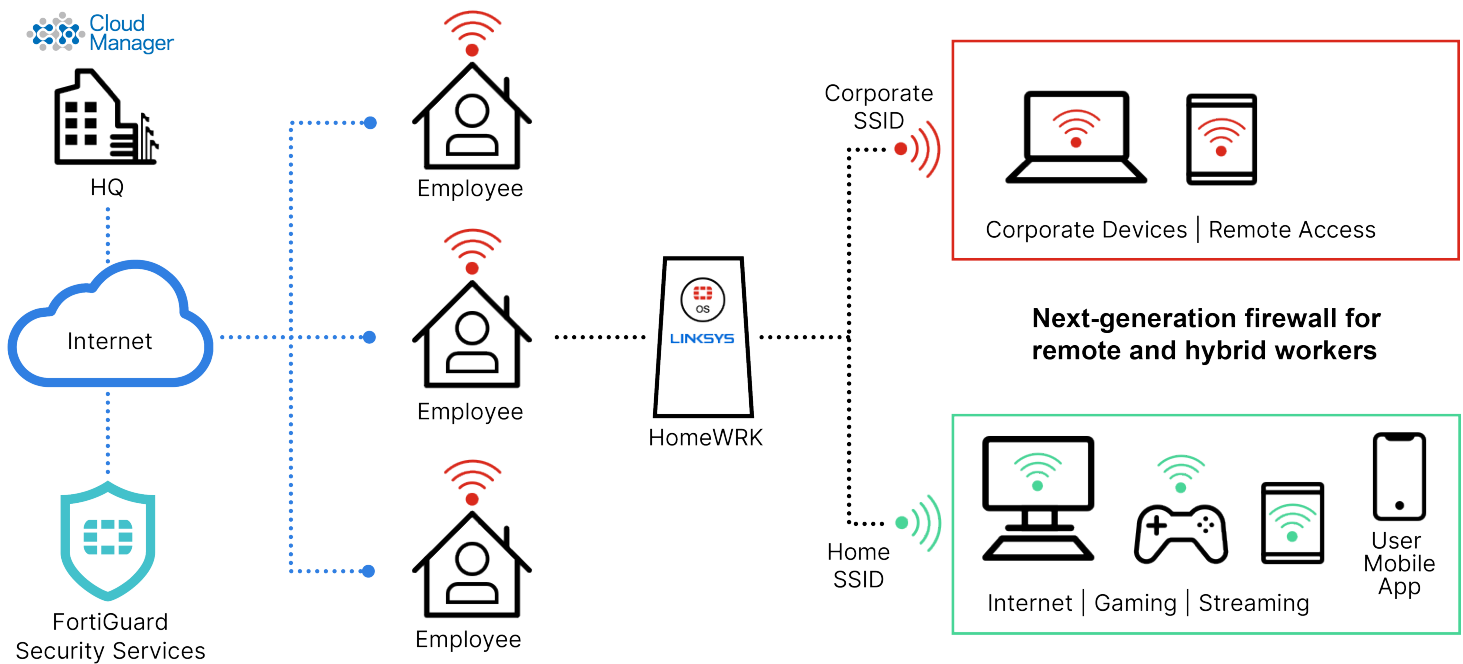 Cloud
Manager
HQ
Internet
FortiGuard
Security Services
Employee
Employee
Employee
OS
LINKSYS
HomeWRK
Corporate
SSID
Corporate Devices | Remote Access
Next-generation firewall for
remote and hybrid workers
Home
SSID
Internet | Gaming | Streaming
User
Mobile
App